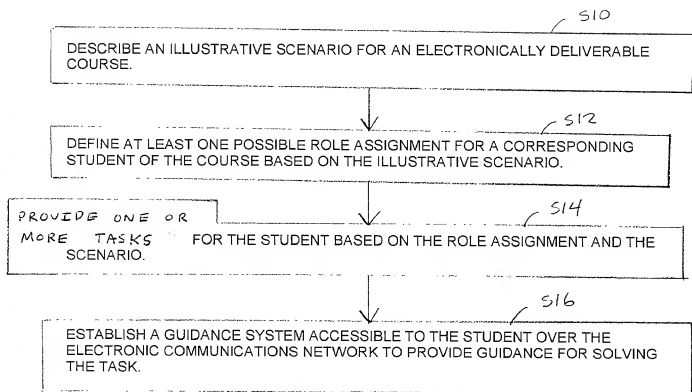 S10
DESCRIBE AN ILLUSTRATIVE SCENARIO FOR AN ELECTRONICALLY DELIVERABLE
COURSE.
S12
DEFINE AT LEAST ONE POSSIBLE ROLE ASSIGNMENT FOR A CORRESPONDING
STUDENT OF THE COURSE BASED ON THE ILLUSTRATIVE SCENARIO.
S14
PROVIDE ONE OR
MORE TASKS FOR THE STUDENT BASED ON THE ROLE ASSIGNMENT AND THE
SCENARIO.
S16
ESTABLISH A GUIDANCE SYSTEM ACCESSIBLE TO THE STUDENT OVER THE
ELECTRONIC COMMUNICATIONS NETWORK TO PROVIDE GUIDANCE FOR SOLVING
THE TASK.